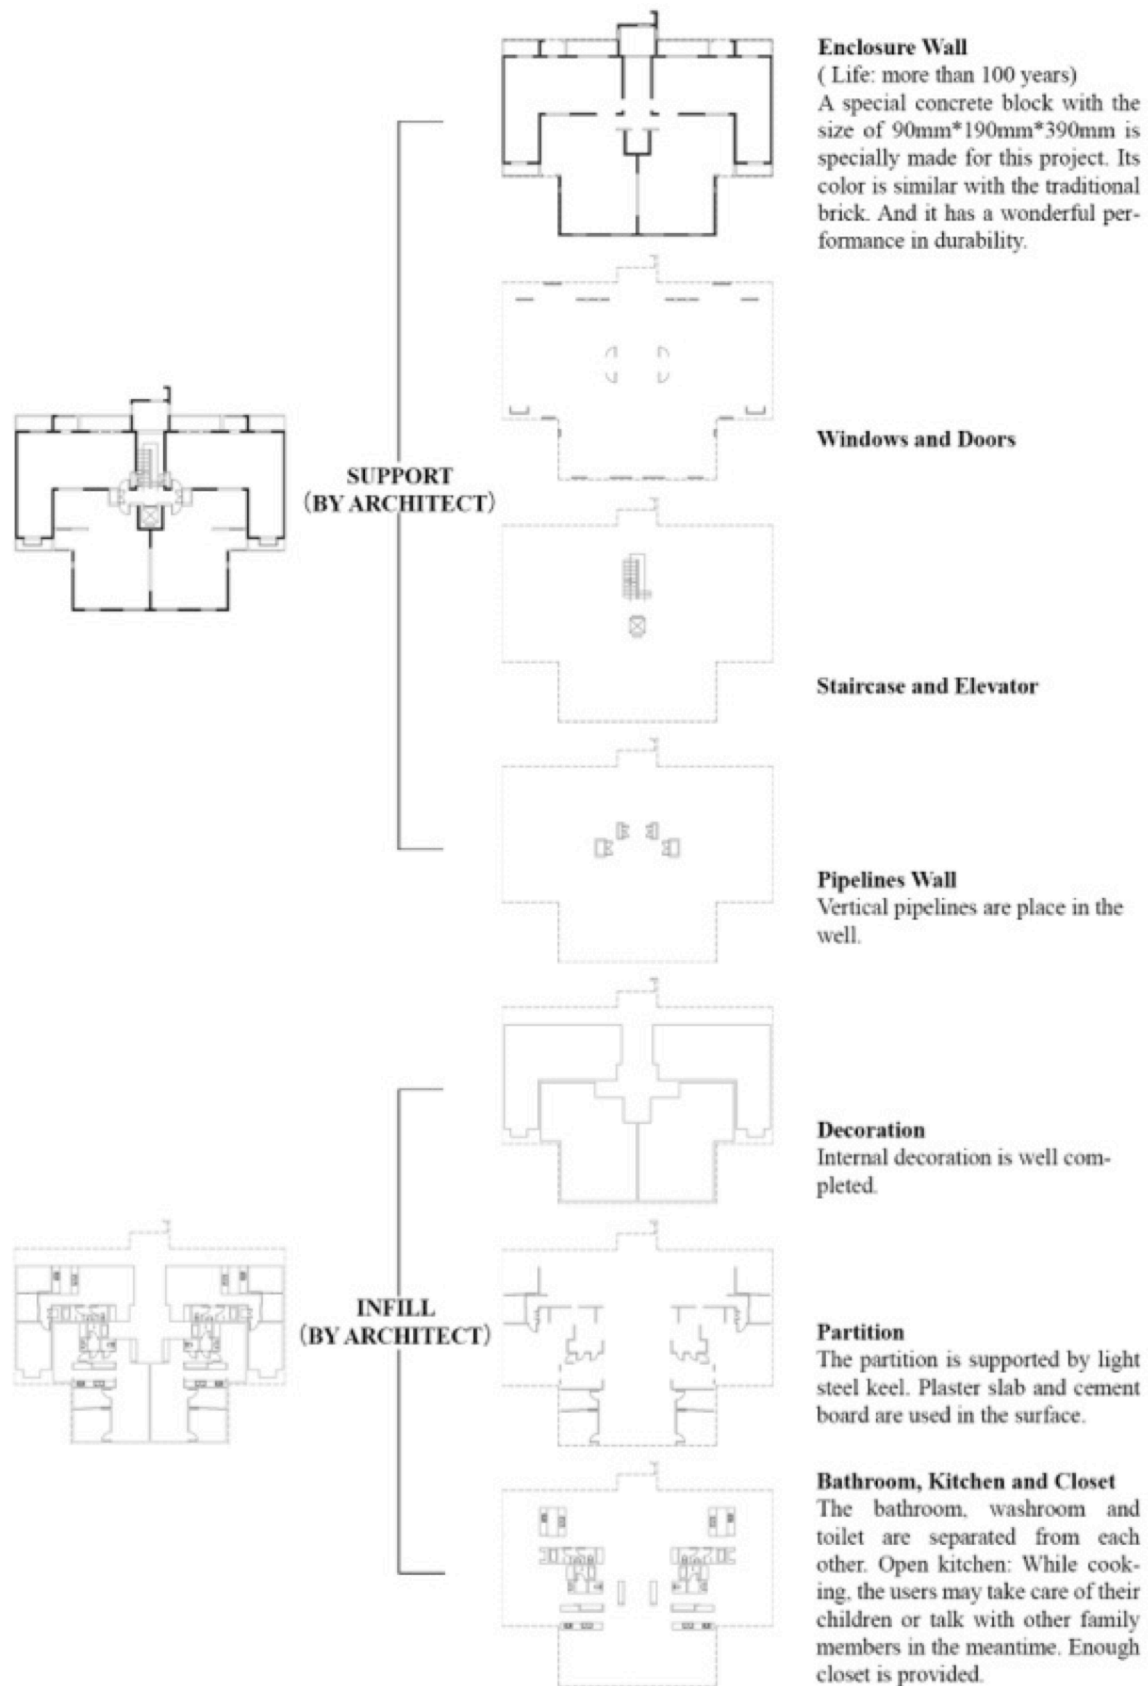 Enclosure Wall
( Life: more than 100 years)
A special concrete block with the
size of 90mm*190mm*390mm is
specially made for this project. Its
color is similar with the traditional
brick. And it has a wonderful per-
formance in durability.
Windows and Doors
SUPPORT
(BY ARCHITECT)
Staircase and Elevator
Pipelines Wall
Vertical pipelines are place in the
well.
Decoration
Internal decoration is well com-
pleted.
INFILL
(BY ARCHITECT)
Partition
The partition is supported by light
steel keel. Plaster slab and cement
board are used in the surface.
Bathroom, Kitchen and Closet
The bathroom, washroom and
toilet are separated from each
other. Open kitchen: While cook-
ing, the users may take care of their
children or talk with other family
members in the meantime. Enough
closet is provided.